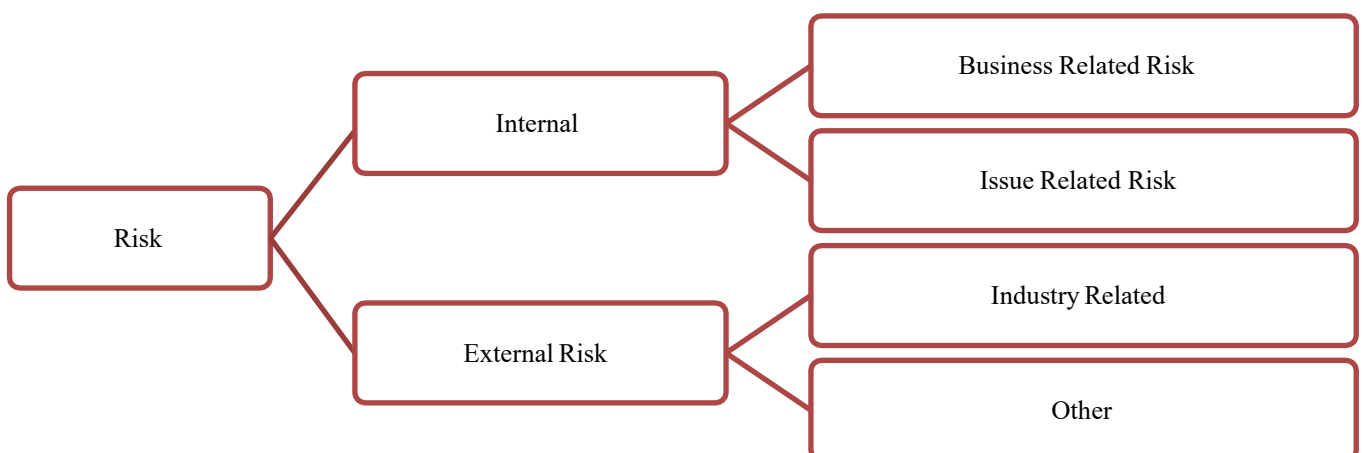 Risk
Internal
Business Related Risk
Issue Related Risk
External Risk
Industry Related
Other